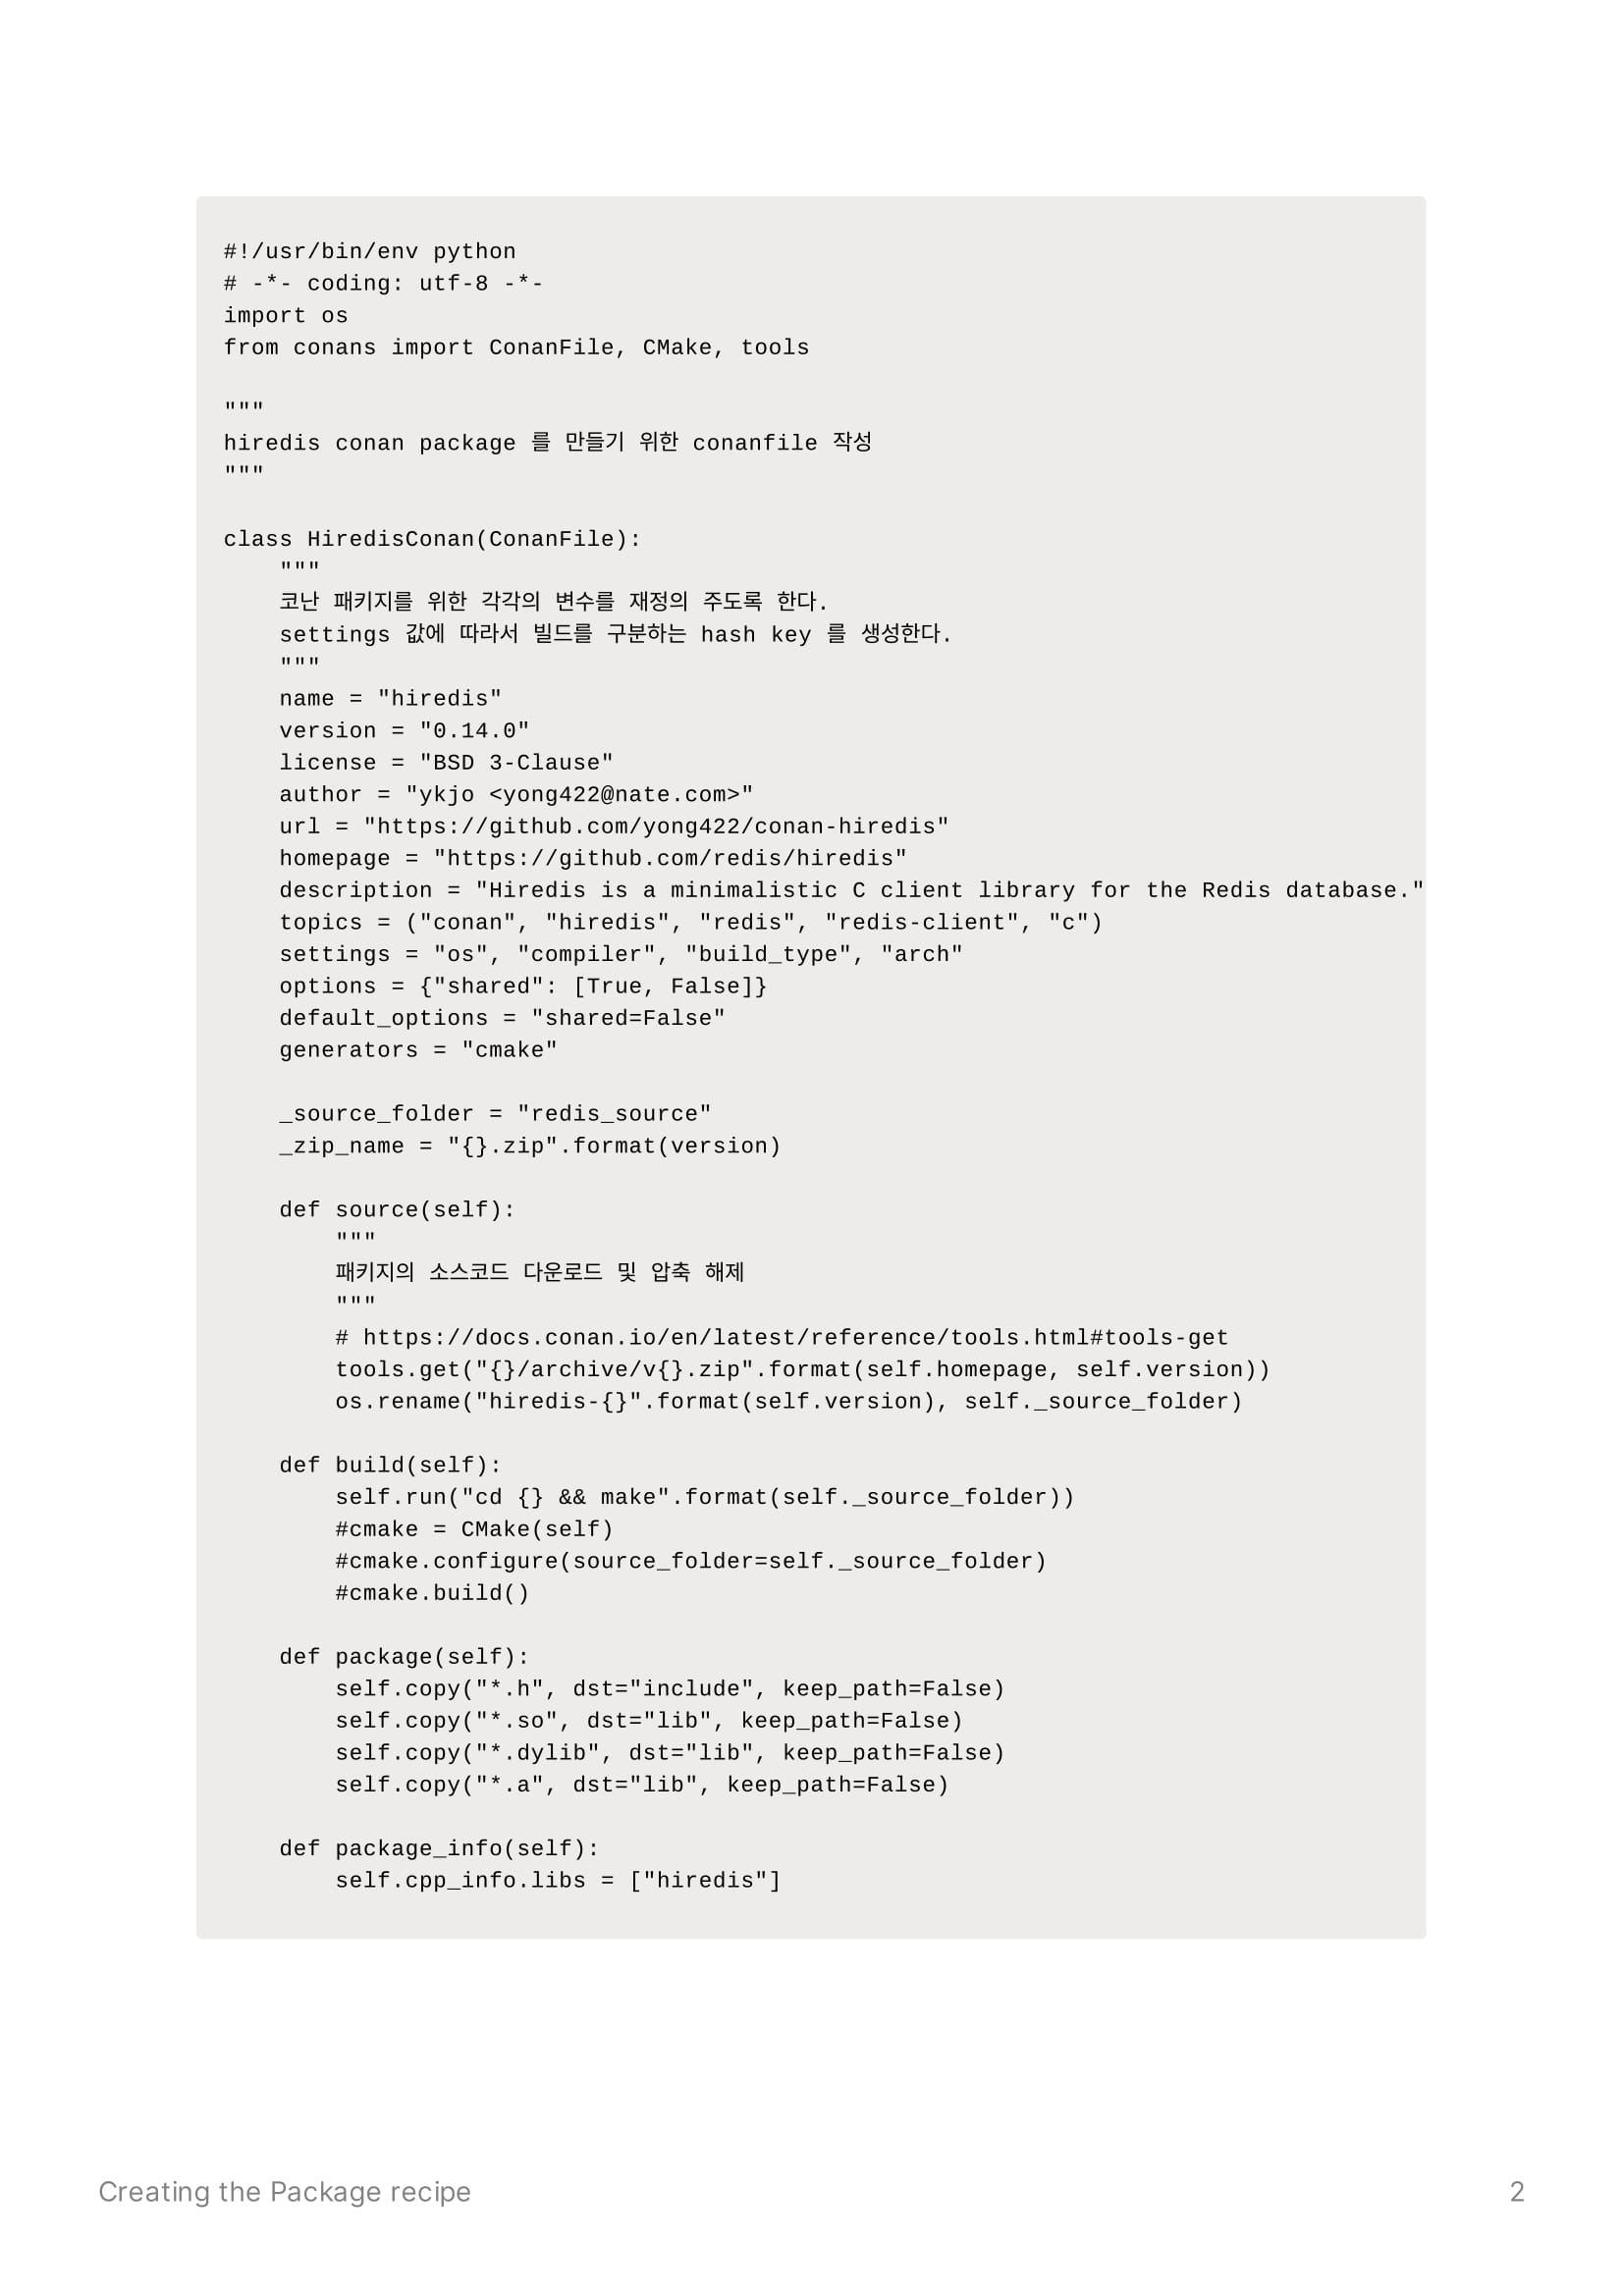 #!/usr/bin/env python
# -*- coding: utf-8 -*-
import os
from conans import ConanFile, CMake, tools

"""
hiredis conan package 를 만들기 위한 conanfile 작성
"""

class HiredisConan(ConanFile):
    """
    코난 패키지를 위한 각각의 변수를 재정의 주도록 한다.
    settings 값에 따라서 빌드를 구분하는 hash key 를 생성한다.
    """
    name = "hiredis"
    version = "0.14.0"
    license = "BSD 3-Clause"
    author = "ykjo <yong422@nate.com>"
    url = "https://github.com/yong422/conan-hiredis"
    homepage = "https://github.com/redis/hiredis"
    description = "Hiredis is a minimalistic C client library for the Redis database."
    topics = ("conan", "hiredis", "redis", "redis-client", "c")
    settings = "os", "compiler", "build_type", "arch"
    options = {"shared": [True, False]}
    default_options = "shared=False"
    generators = "cmake"

    _source_folder = "redis_source"
    _zip_name = "{}.zip".format(version)

    def source(self):
        """
        패키지의 소스코드 다운로드 및 압축 해제
        """
        # https://docs.conan.io/en/latest/reference/tools.html#tools-get
        tools.get("{}/archive/v{}.zip".format(self.homepage, self.version))
        os.rename("hiredis-{}".format(self.version), self._source_folder)

    def build(self):
        self.run("cd {} && make".format(self._source_folder))
        #cmake = CMake(self)
        #cmake.configure(source_folder=self._source_folder)
        #cmake.build()

    def package(self):
        self.copy("*.h", dst="include", keep_path=False)
        self.copy("*.so", dst="lib", keep_path=False)
        self.copy("*.dylib", dst="lib", keep_path=False)
        self.copy("*.a", dst="lib", keep_path=False)

    def package_info(self):
        self.cpp_info.libs = ["hiredis"]

Creating the Package recipe
2